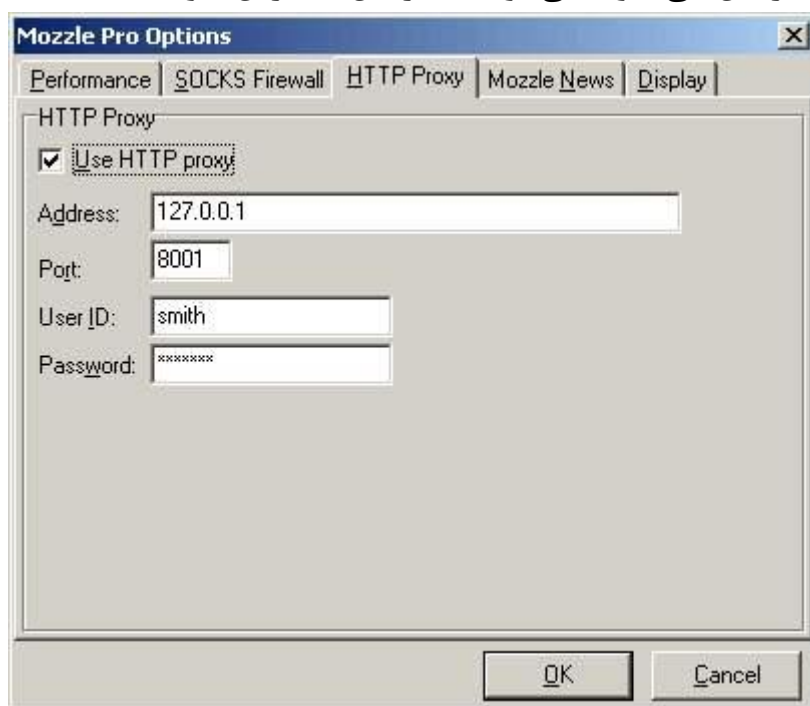 Mozzle Pro Options
Performance SOCKS Firewall HTTP Proxy Mozzle News Display
HTTP Proxy
Use HTTP proxy
Address: 127.0.0.1
Port: 8001
User ID: smith
Password: *******
OK Cancel